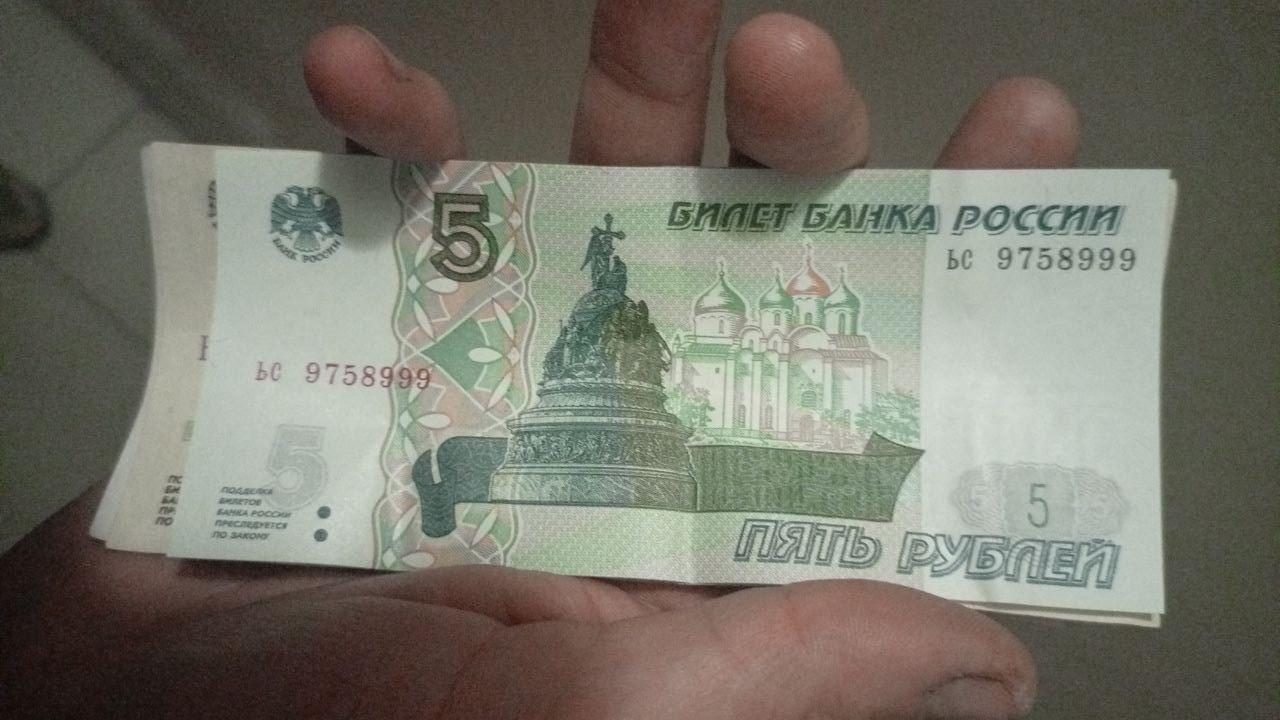 БАНК РОССИИ
5
БИЛЕТ БАНКА РОССИИ
ьс 9758999
ьс 9758999
5
ПОДДЕЛКА
БИЛЕТОВ
БАНКА РОССИИ
ПРЕСЛЕДУЕТСЯ
ПО ЗАКОНУ
5
ПЯТЬ РУБЛЕЙ